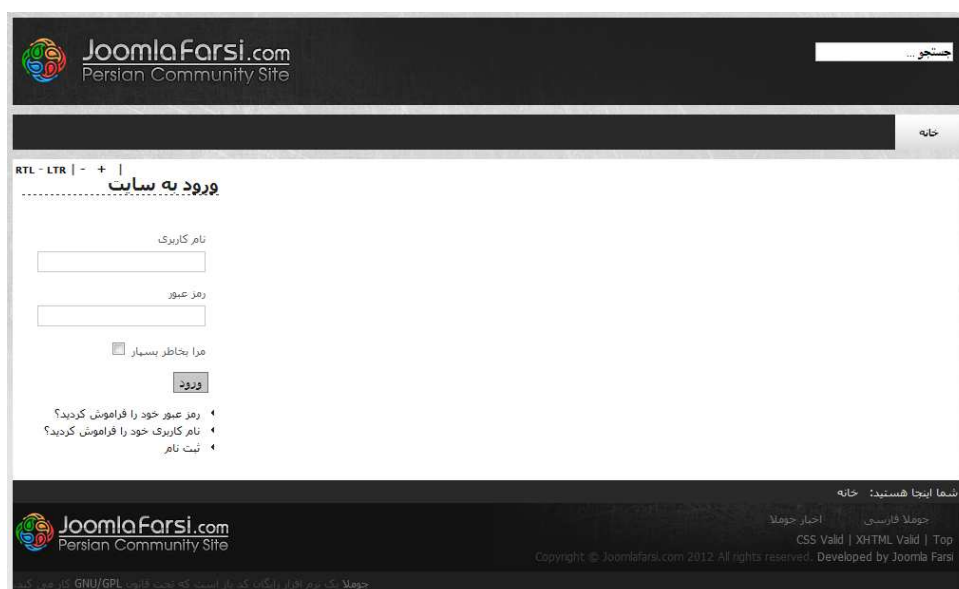 JoomlaFarsi.com
Persian Community Site
جستجو ...
خانه
RTL - LTR | - + |
ورود به سایت
نام کاربری
رمز عبور
مرا بخاطر بسپار
ورود
رمز عبور خود را فراموش کردید؟
نام کاربری خود را فراموش کردید؟
ثبت نام
شما اینجا هستید: خانه
جوملا فارسی اخبار جوملا
CSS Valid | XHTML Valid | Top
Copyright © Joomlafarsi.com 2012 All rights reserved. Developed by Joomla Farsi
JoomlaFarsi.com
Persian Community Site
جوملا یک نرم افزار رایگان کد باز است که تحت قانون GNU/GPL کار می کند.